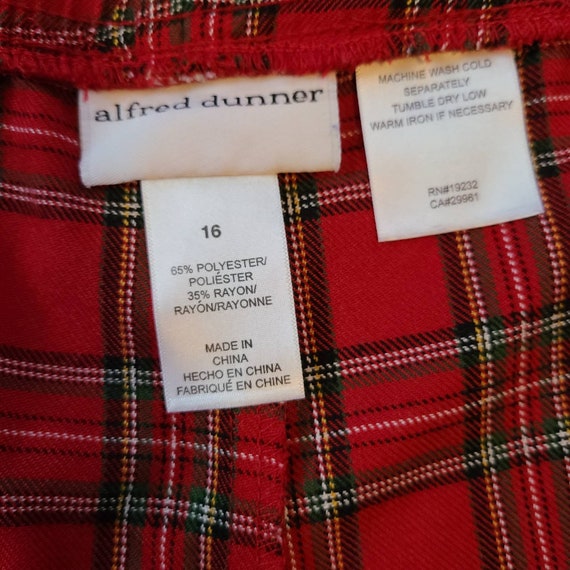 alfred dunner
MACHINE WASH COLD
SEPARATELY
TUMBLE DRY LOW
WARM IRON IF NECESSARY
RN#19232
CA#29961
16
65% POLYESTER/
POLIÉSTER
35% RAYON/
RAYÓN/RAYONNE
MADE IN
CHINA
HECHO EN CHINA
FABRIQUÉ EN CHINE